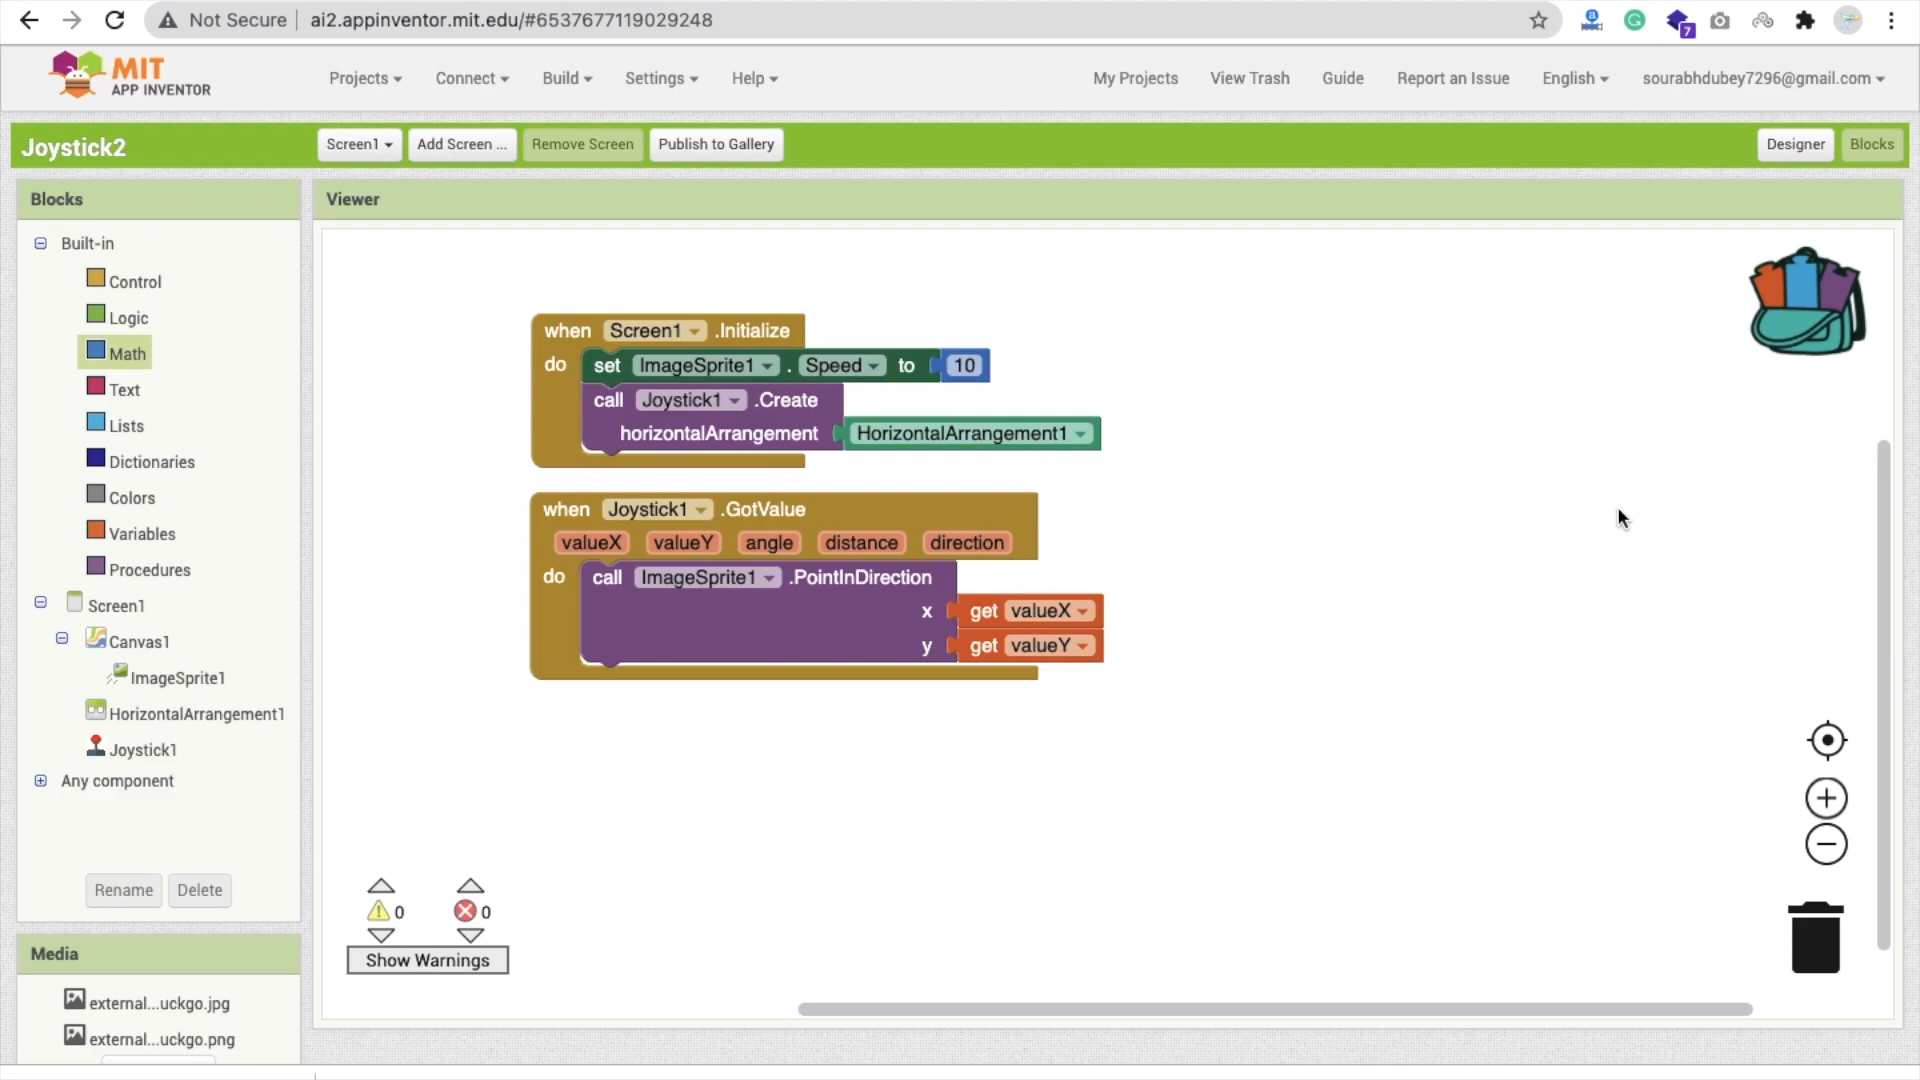 Not Secure ai2.appinventor.mit.edu/#6537677119029248
7
MIT
APP INVENTOR
Projects Connect Build Settings Help My Projects View Trash Guide Report an Issue English sourabhdubey7296@gmail.com
Joystick2 Screen1 Add Screen ... Remove Screen Publish to Gallery Designer Blocks
Blocks
Built-in
Control
Logic
Math
Text
Lists
Dictionaries
Colors
Variables
Procedures
Screen1
Canvas1
ImageSprite1
HorizontalArrangement1
Joystick1
Any component
Rename Delete
Media
external...uckgo.jpg
external...uckgo.png
Viewer
when Screen1 .Initialize
do set ImageSprite1 . Speed to 10
call Joystick1 .Create
horizontalArrangement HorizontalArrangement1
when Joystick1 .GotValue
valueX valueY angle distance direction
do call ImageSprite1 .PointInDirection
x get valueX
y get valueY
0 0
Show Warnings